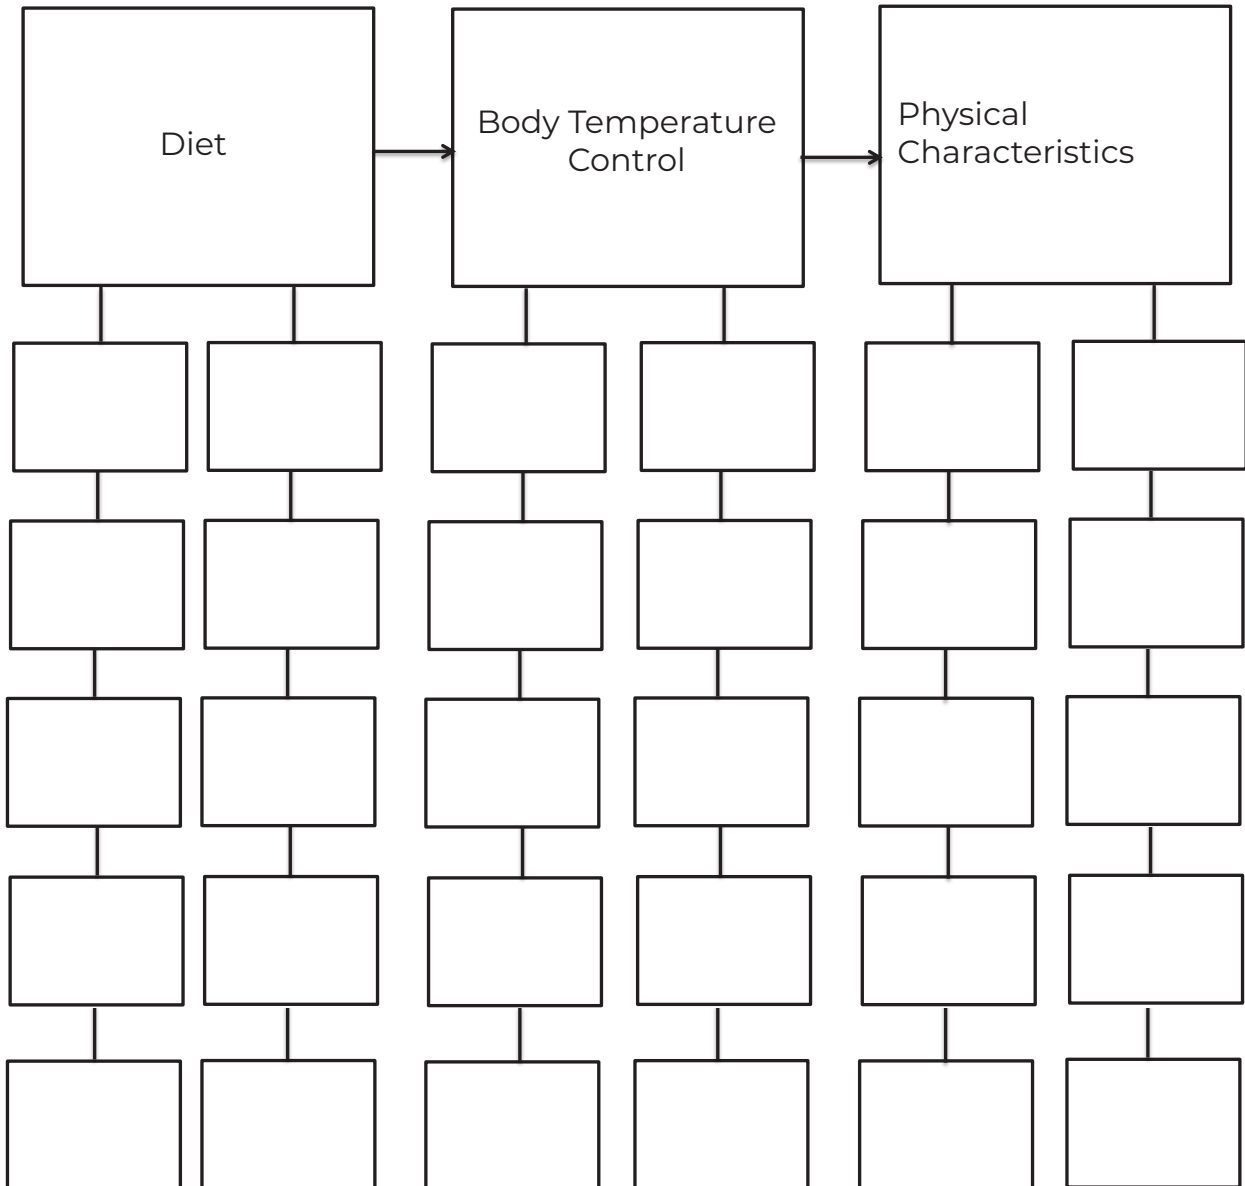 Diet
Body Temperature
Control
Physical
Characteristics